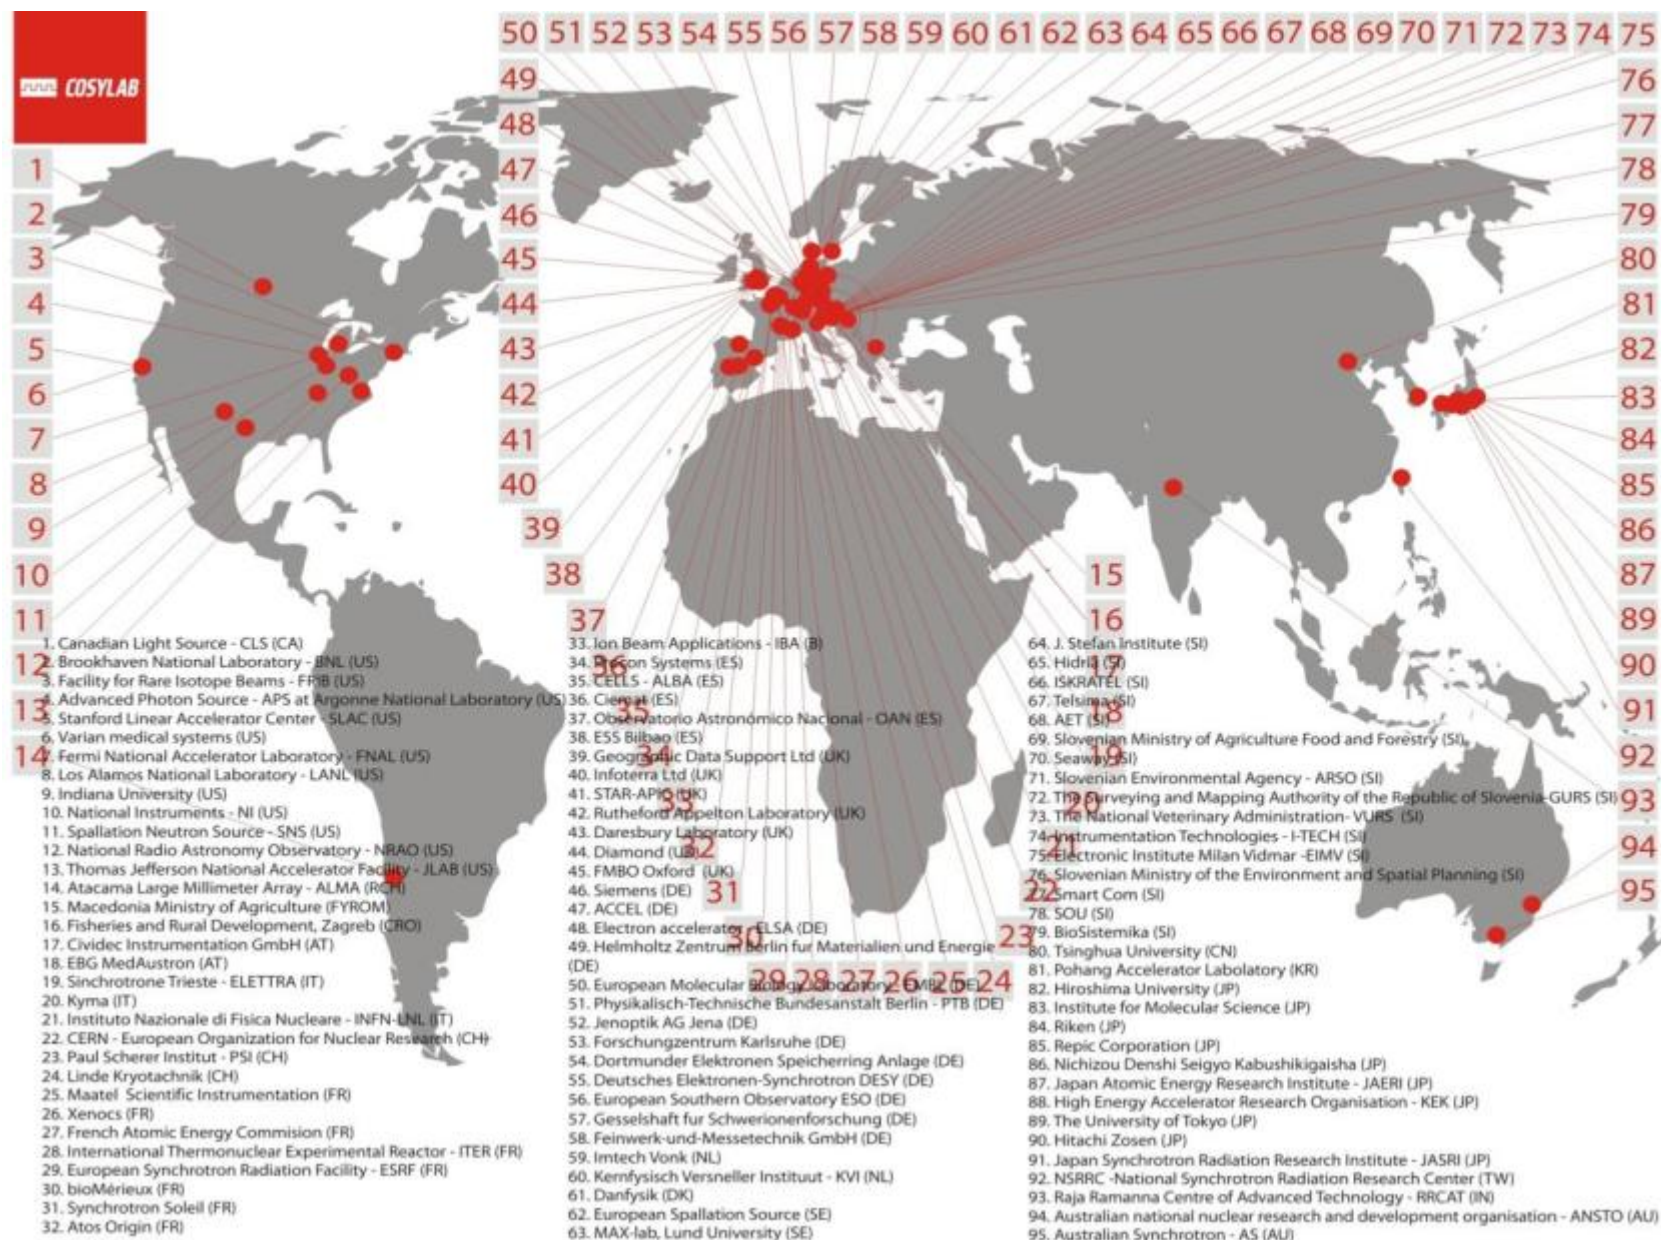 COSYLAB
50 51 52 53 54 55 56 57 58 59 60 61 62 63 64 65 66 67 68 69 70 71 72 73 74 75
49
48
47
46
45
44
43
42
41
40
39
38
37
36
35
34
33
32
31
30
29 28 27 26 25 24
23
22
21
20
19
18
17
16
15
1
2
3
4
5
6
7
8
9
10
11
12
13
14
76
77
78
79
80
81
82
83
84
85
86
87
89
90
91
92
93
94
95
1. Canadian Light Source - CLS (CA)
2. Brookhaven National Laboratory - BNL (US)
3. Facility for Rare Isotope Beams - FRIB (US)
4. Advanced Photon Source - APS at Argonne National Laboratory (US)
5. Stanford Linear Accelerator Center - SLAC (US)
6. Varian medical systems (US)
7. Fermi National Accelerator Laboratory - FNAL (US)
8. Los Alamos National Laboratory - LANL (US)
9. Indiana University (US)
10. National Instruments - NI (US)
11. Spallation Neutron Source - SNS (US)
12. National Radio Astronomy Observatory - NRAO (US)
13. Thomas Jefferson National Accelerator Facility - JLAB (US)
14. Atacama Large Millimeter Array - ALMA (RCH)
15. Macedonia Ministry of Agriculture (FYROM)
16. Fisheries and Rural Development, Zagreb (CRO)
17. Cividec Instrumentation GmbH (AT)
18. EBG MedAustron (AT)
19. Sinchrotrone Trieste - ELETTRA (IT)
20. Kyma (IT)
21. Instituto Nazionale di Fisica Nucleare - INFN-LNL (IT)
22. CERN - European Organization for Nuclear Research (CH)
23. Paul Scherer Institut - PSI (CH)
24. Linde Kryotachnik (CH)
25. Maatel Scientific Instrumentation (FR)
26. Xenocs (FR)
27. French Atomic Energy Commision (FR)
28. International Thermonuclear Experimental Reactor - ITER (FR)
29. European Synchrotron Radiation Facility - ESRF (FR)
30. bioMérieux (FR)
31. Synchrotron Soleil (FR)
32. Atos Origin (FR)
33. Ion Beam Applications - IBA (B)
34. Procon Systems (ES)
35. CELLS - ALBA (ES)
36. Ciemat (ES)
37. Observatorio Astronómico Nacional - OAN (ES)
38. ESS Bilbao (ES)
39. Geographic Data Support Ltd (UK)
40. Infoterra Ltd (UK)
41. STAR-APIC (UK)
42. Rutheford Appelton Laboratory (UK)
43. Daresbury Laboratory (UK)
44. Diamond (UK)
45. FMBO Oxford (UK)
46. Siemens (DE)
47. ACCEL (DE)
48. Electron accelerator - ELSA (DE)
49. Helmholtz Zentrum Berlin fur Materialien und Energie
(DE)
50. European Molecular Biology Laboratory - EMBL (DE)
51. Physikalisch-Technische Bundesanstalt Berlin - PTB (DE)
52. Jenoptik AG Jena (DE)
53. Forschungzentrum Karlsruhe (DE)
54. Dortmunder Elektronen Speicherring Anlage (DE)
55. Deutsches Elektronen-Synchrotron DESY (DE)
56. European Southern Observatory ESO (DE)
57. Gesselshaft fur Schwerionenforschung (DE)
58. Feinwerk-und-Messetechnik GmbH (DE)
59. Imtech Vonk (NL)
60. Kernfysisch Versneller Instituut - KVI (NL)
61. Danfysik (DK)
62. European Spallation Source (SE)
63. MAX-lab, Lund University (SE)
64. J. Stefan Institute (SI)
65. Hidria (SI)
66. ISKRATEL (SI)
67. Telsima (SI)
68. AET (SI)
69. Slovenian Ministry of Agriculture Food and Forestry (SI)
70. Seaway (SI)
71. Slovenian Environmental Agency - ARSO (SI)
72. The Surveying and Mapping Authority of the Republic of Slovenia-GURS (SI)
73. The National Veterinary Administration- VURS (SI)
74. Instrumentation Technologies - I-TECH (SI)
75. Electronic Institute Milan Vidmar -EIMV (SI)
76. Slovenian Ministry of the Environment and Spatial Planning (SI)
77. Smart Com (SI)
78. SOU (SI)
79. BioSistemika (SI)
80. Tsinghua University (CN)
81. Pohang Accelerator Labolatory (KR)
82. Hiroshima University (JP)
83. Institute for Molecular Science (JP)
84. Riken (JP)
85. Repic Corporation (JP)
86. Nichizou Denshi Seigyo Kabushikigaisha (JP)
87. Japan Atomic Energy Research Institute - JAERI (JP)
88. High Energy Accelerator Research Organisation - KEK (JP)
89. The University of Tokyo (JP)
90. Hitachi Zosen (JP)
91. Japan Synchrotron Radiation Research Institute - JASRI (JP)
92. NSRRC -National Synchrotron Radiation Research Center (TW)
93. Raja Ramanna Centre of Advanced Technology - RRCAT (IN)
94. Australian national nuclear research and development organisation - ANSTO (AU)
95. Australian Synchrotron - AS (AU)